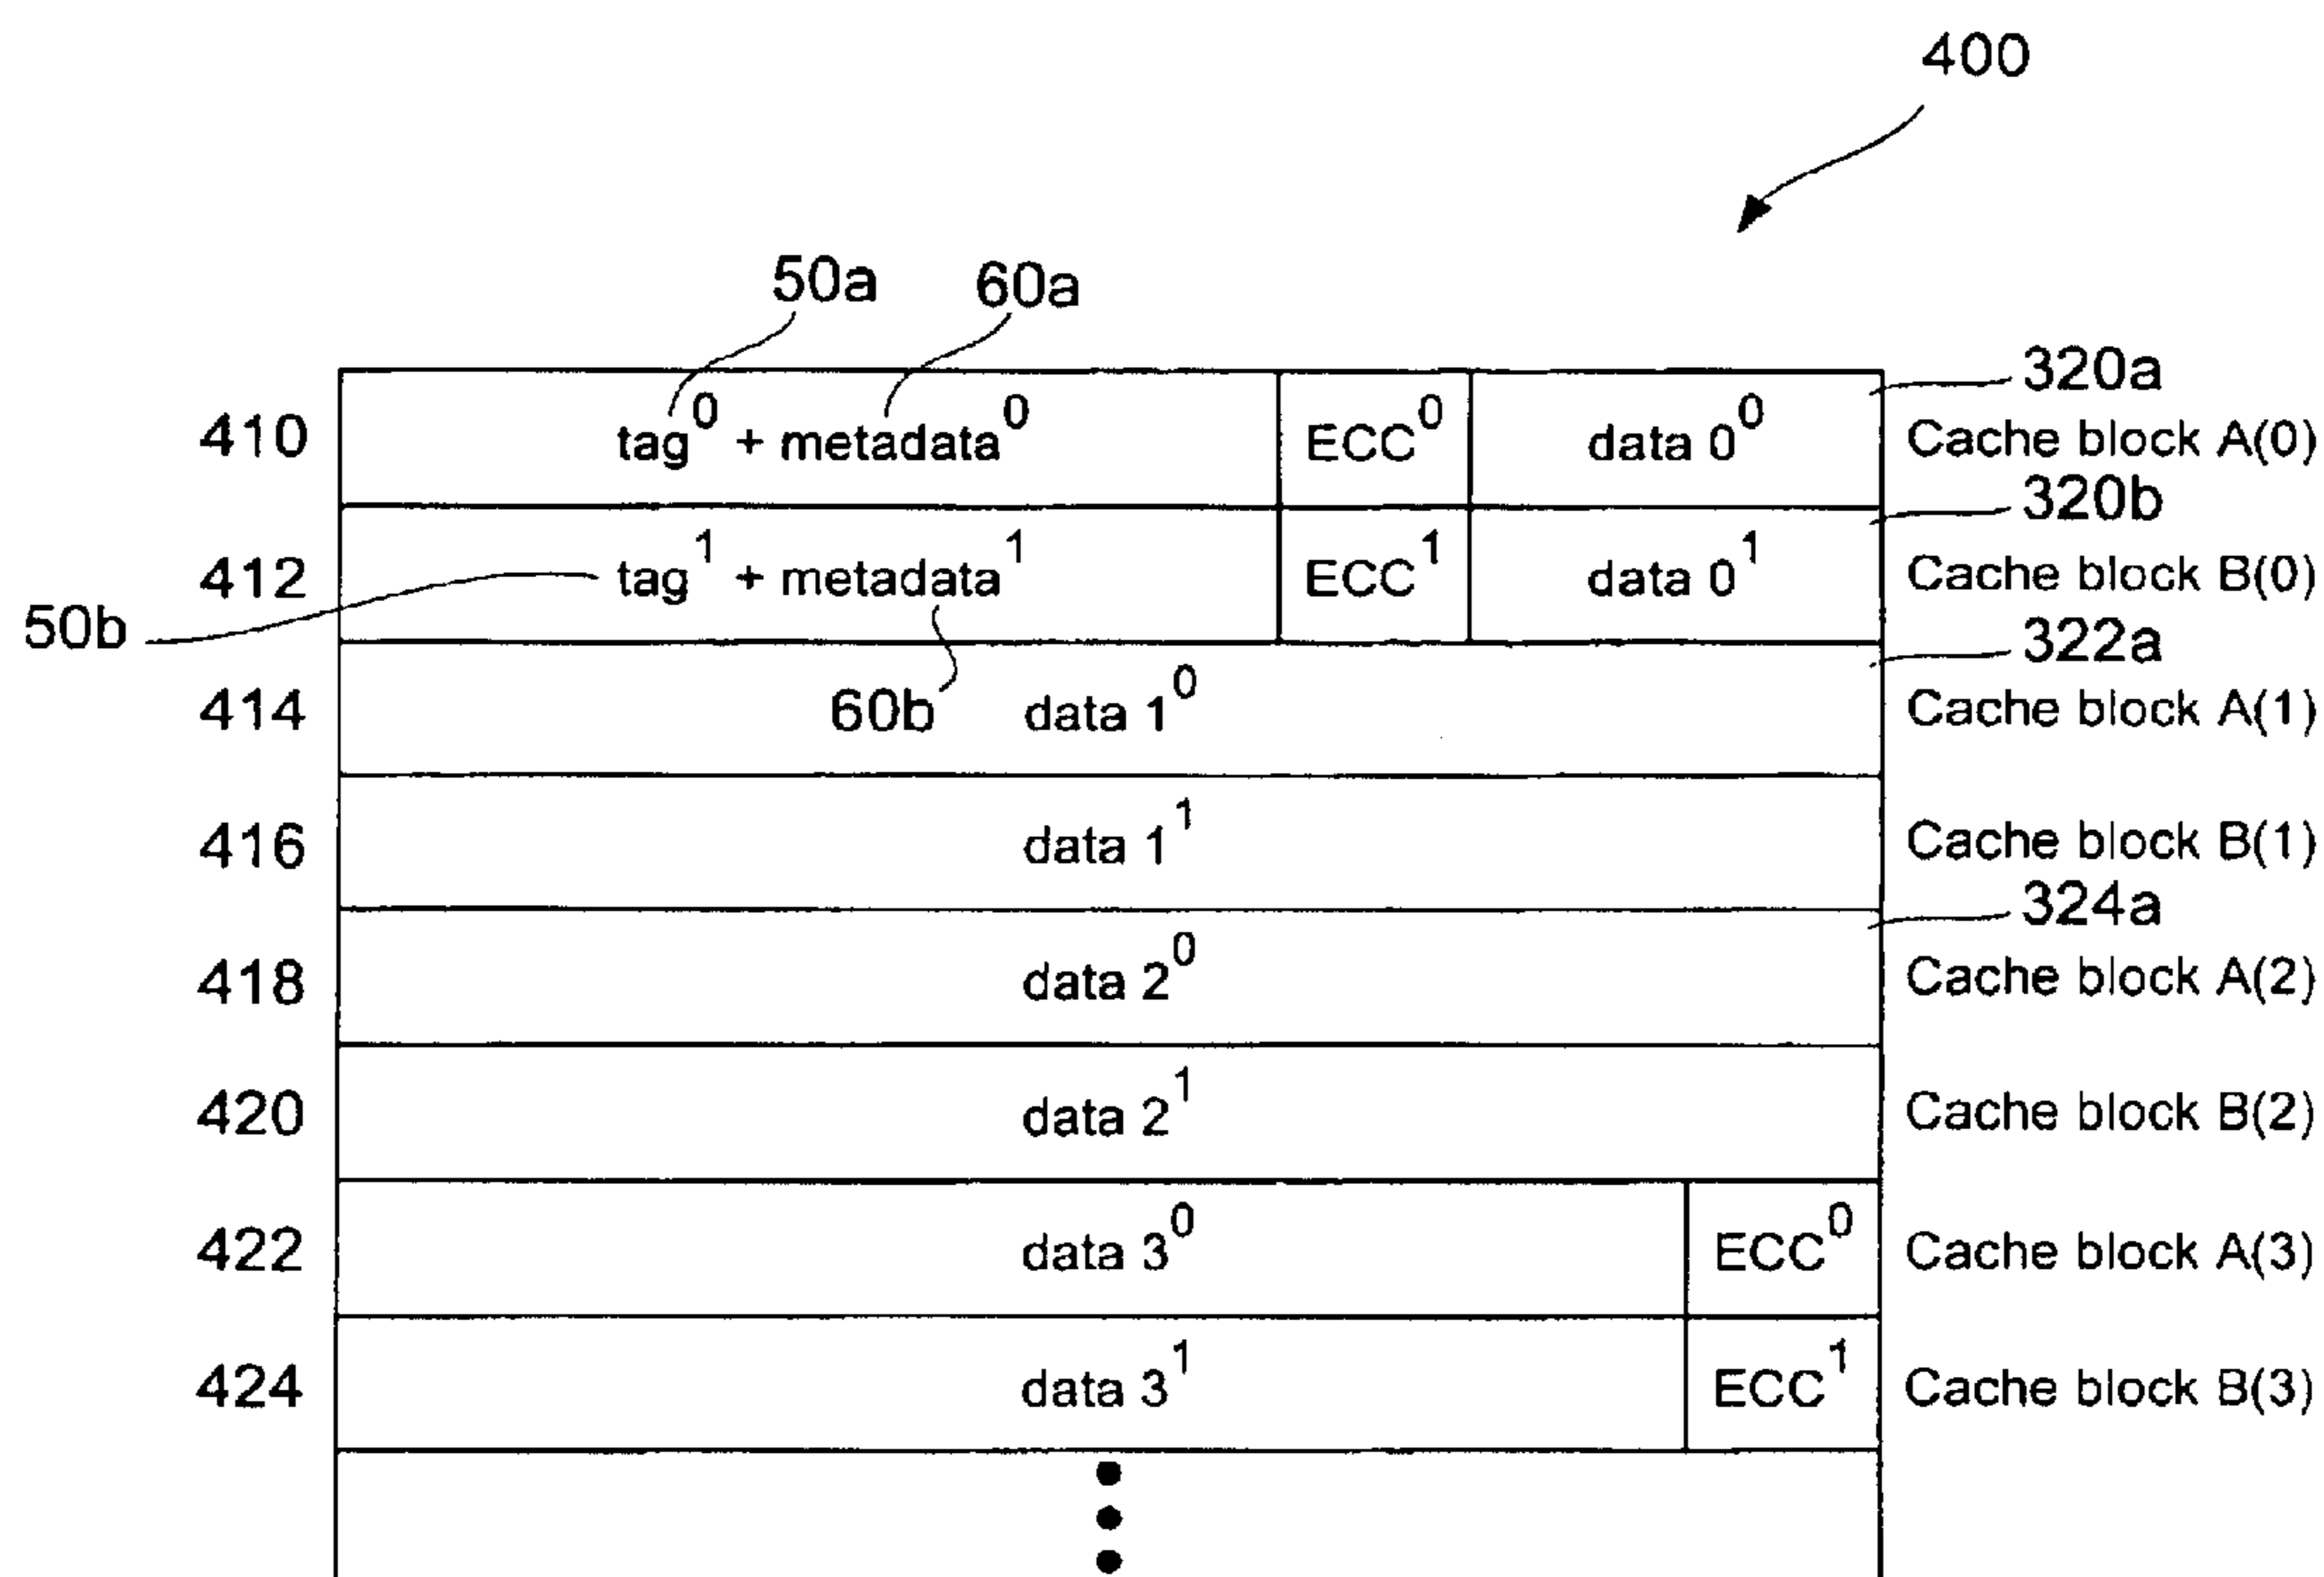 400
50a 60a
320a
410 tag⁰ + metadata⁰ ECC⁰ data 0⁰ Cache block A(0)
320b
412 tag¹ + metadata¹ ECC¹ data 0¹ Cache block B(0)
50b
322a
414 60b data 1⁰ Cache block A(1)
416 data 1¹ Cache block B(1)
324a
418 data 2⁰ Cache block A(2)
420 data 2¹ Cache block B(2)
422 data 3⁰ ECC⁰ Cache block A(3)
424 data 3¹ ECC¹ Cache block B(3)